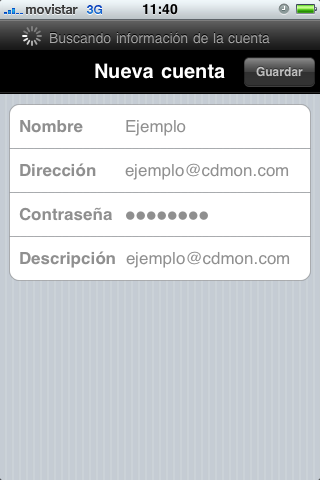 movistar 3G 11:40
Buscando información de la cuenta
Nueva cuenta Guardar
Nombre Ejemplo
Dirección ejemplo@cdmon.com
Contraseña ●●●●●●●●
Descripción ejemplo@cdmon.com